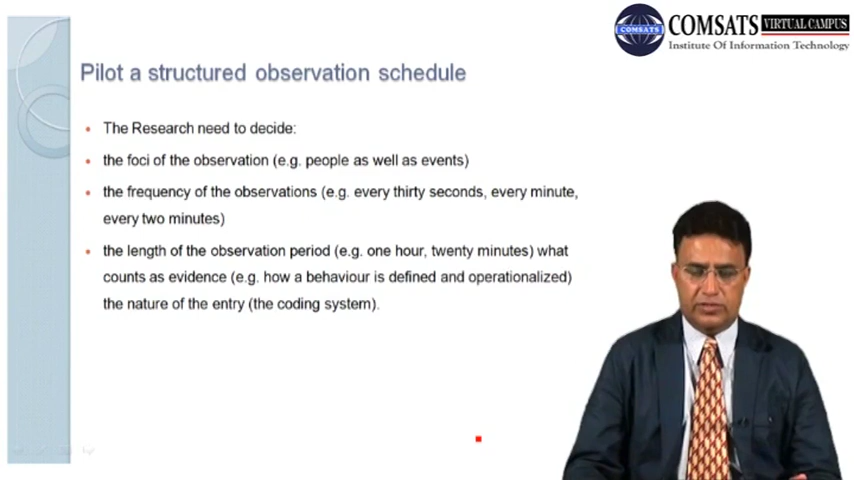 COMSATS VIRTUAL CAMPUS
COMSATS
Institute Of Information Technology
Pilot a structured observation schedule
The Research need to decide:
the foci of the observation (e.g. people as well as events)
the frequency of the observations (e.g. every thirty seconds, every minute,
every two minutes)
the length of the observation period (e.g. one hour, twenty minutes) what
counts as evidence (e.g. how a behaviour is defined and operationalized)
the nature of the entry (the coding system).